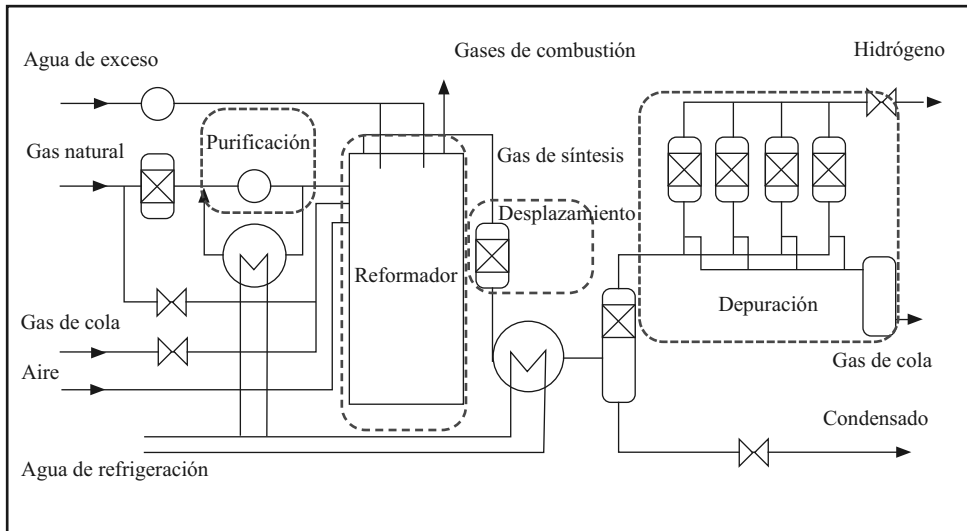 Agua de exceso
Gases de combustión
Hidrógeno
Purificación
Gas natural
Gas de síntesis
Desplazamiento
Reformador
Depuración
Gas de cola
Gas de cola
Aire
Condensado
Agua de refrigeración